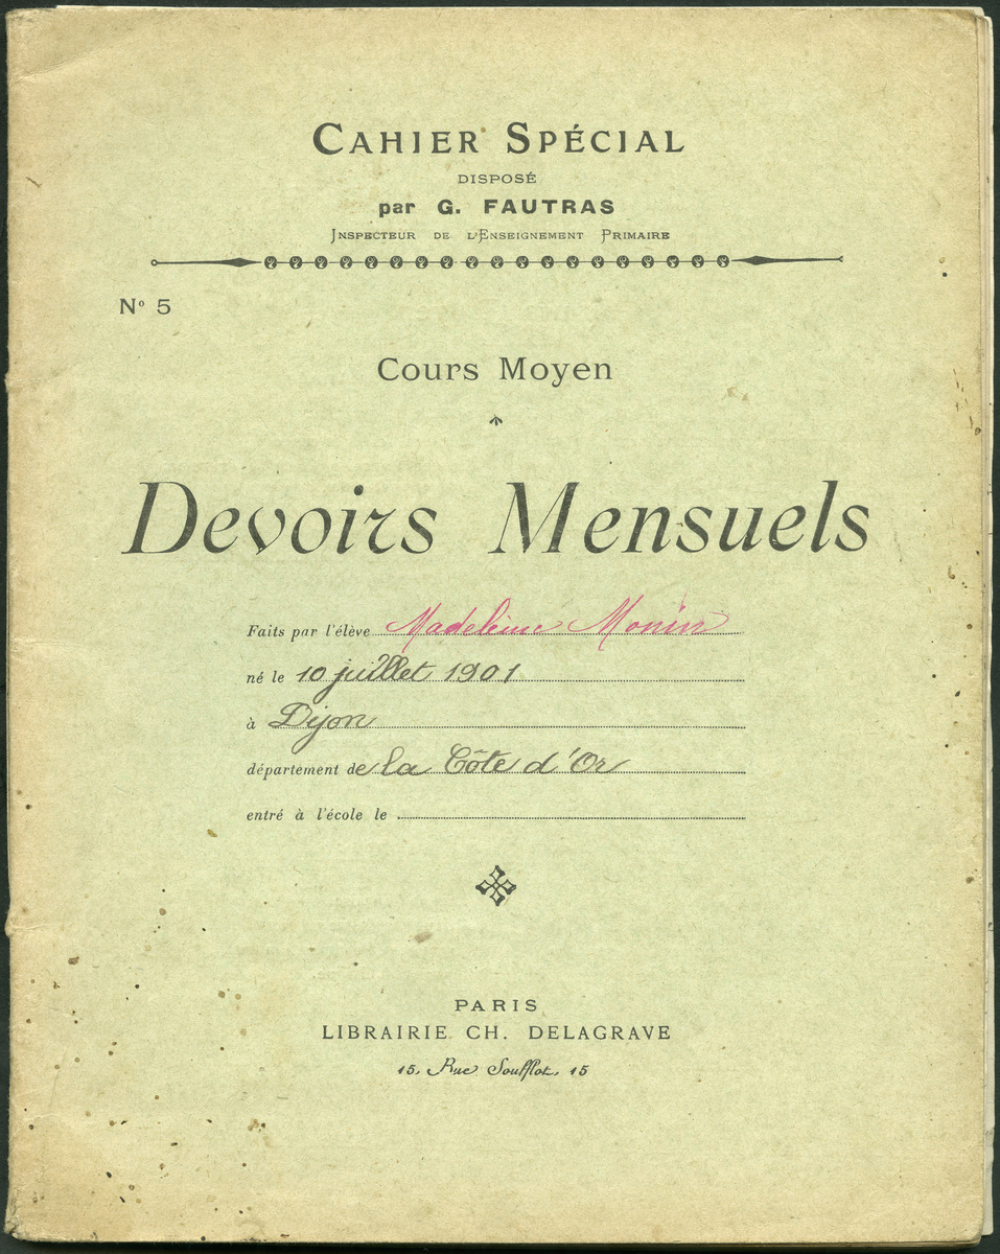 CAHIER SPÉCIAL
DISPOSÉ
par G. FAUTRAS
INSPECTEUR DE L'ENSEIGNEMENT PRIMAIRE
Nº 5
Cours Moyen
Devoirs Mensuels
Faits par l'élève Madeleine Monin
né le 10 juillet 1901
à Dijon
département de la Côte d'Or
entré à l'école le
PARIS
LIBRAIRIE CH. DELAGRAVE
15, Rue Soufflot, 15